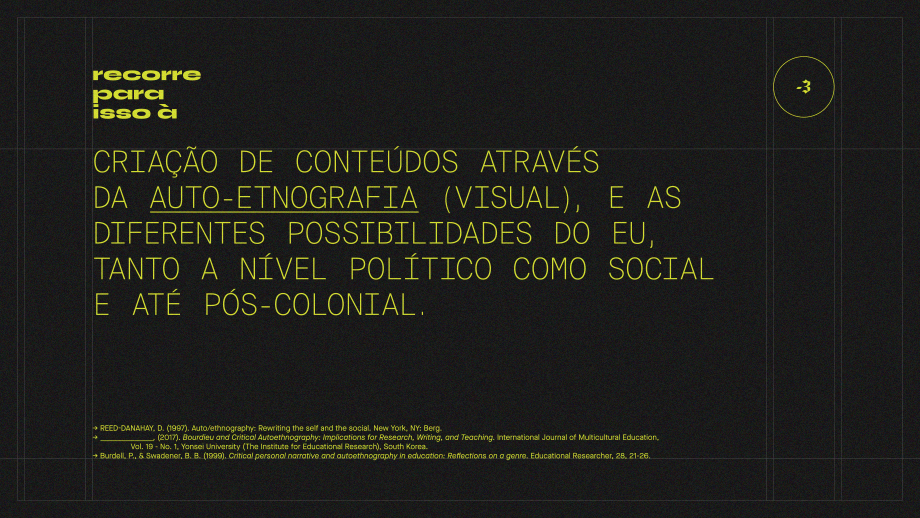 recorre
para
isso à
-3
CRIAÇÃO DE CONTEÚDOS ATRAVÉS
DA AUTO-ETNOGRAFIA (VISUAL), E AS
DIFERENTES POSSIBILIDADES DO EU,
TANTO A NÍVEL POLÍTICO COMO SOCIAL
E ATÉ PÓS-COLONIAL.
→ REED-DANAHAY, D. (1997). Auto/ethnography: Rewriting the self and the social. New York, NY: Berg.
→ ______________. (2017). Bourdieu and Critical Autoethnography: Implications for Research, Writing, and Teaching. International Journal of Multicultural Education,
Vol. 19 - No. 1, Yonsei University (The Institute for Educational Research), South Korea.
→ Burdell, P., & Swadener, B. B. (1999). Critical personal narrative and autoethnography in education: Reflections on a genre. Educational Researcher, 28, 21-26.